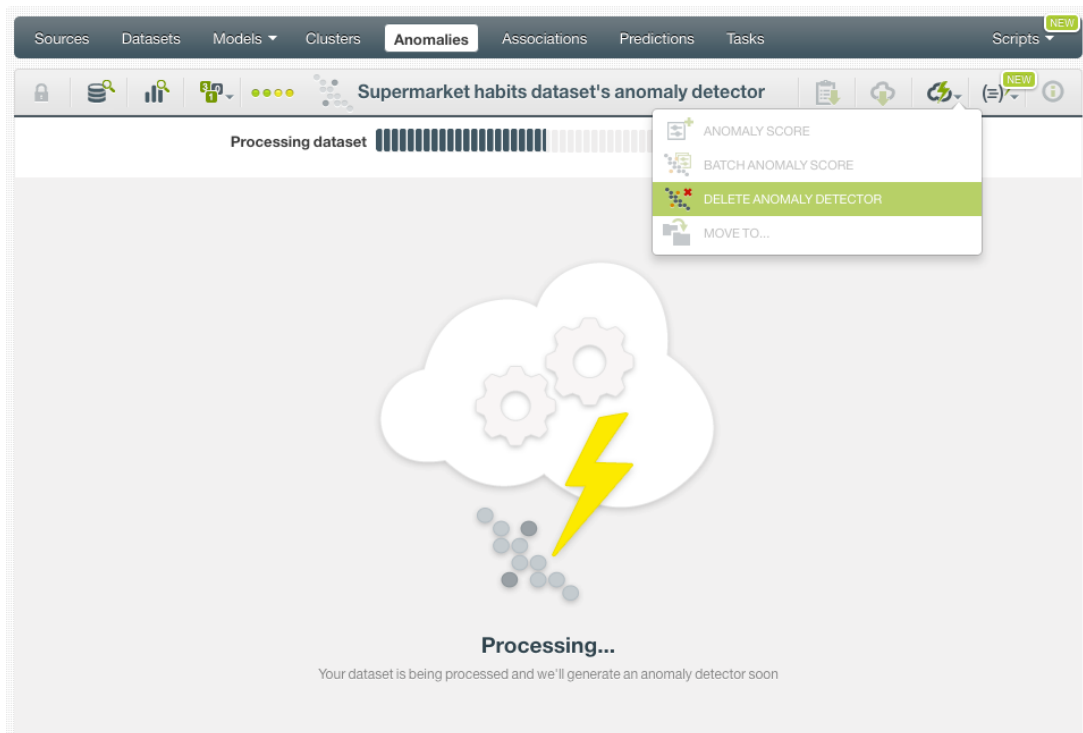 NEW
Sources Datasets Models Clusters Anomalies Associations Predictions Tasks Scripts
Supermarket habits dataset's anomaly detector (=) NEW
Processing dataset
ANOMALY SCORE
BATCH ANOMALY SCORE
DELETE ANOMALY DETECTOR
MOVE TO...
Processing...
Your dataset is being processed and we'll generate an anomaly detector soon